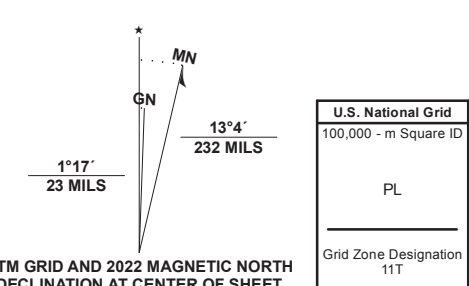 ★
MN
GN
13°4´
232 MILS
1°17´
23 MILS
TM GRID AND 2022 MAGNETIC NORTH
DECLINATION AT CENTER OF SHEET
U.S. National Grid
100,000 - m Square ID
PL
Grid Zone Designation
11T